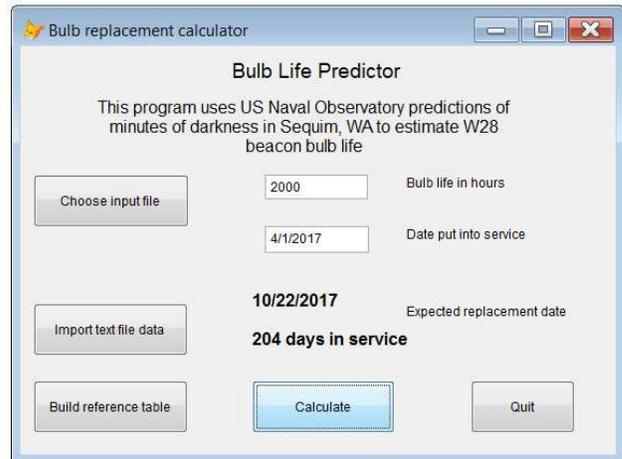 Bulb replacement calculator
Bulb Life Predictor
This program uses US Naval Observatory predictions of
minutes of darkness in Sequim, WA to estimate W28
beacon bulb life
Choose input file
2000
Bulb life in hours
4/1/2017
Date put into service
Import text file data
10/22/2017
Expected replacement date
204 days in service
Build reference table
Calculate
Quit